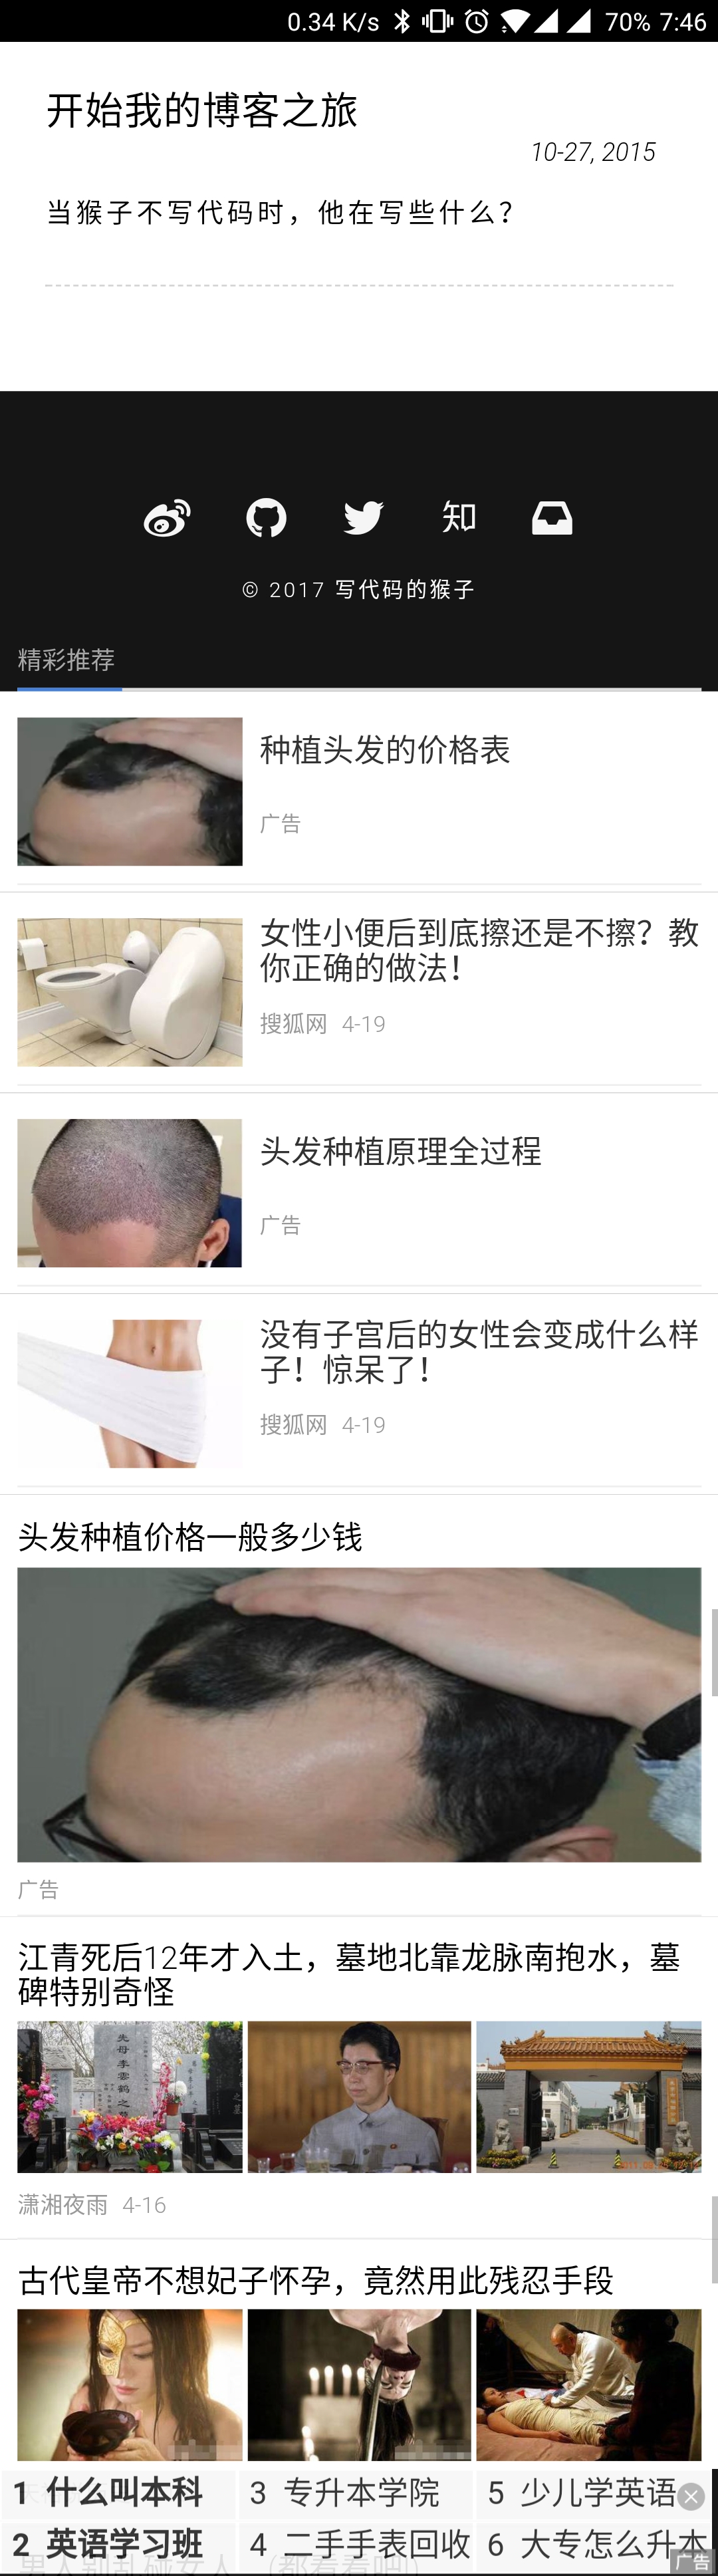 0.34 K/s 70% 7:46
开始我的博客之旅
10-27, 2015
当猴子不写代码时，他在写些什么？
知
© 2017 写代码的猴子
精彩推荐
种植头发的价格表
广告
女性小便后到底擦还是不擦？教
你正确的做法！
搜狐网 4-19
头发种植原理全过程
广告
没有子宫后的女性会变成什么样
子！惊呆了！
搜狐网 4-19
头发种植价格一般多少钱
广告
江青死后12年才入土，墓地北靠龙脉南抱水，墓
碑特别奇怪
先母李雲鹤之
潇湘夜雨 4-16
古代皇帝不想妃子怀孕，竟然用此残忍手段
1 什么叫本科 3 专升本学院 5 少儿学英语
2 英语学习班 4 二手手表回收 6 大专怎么升本
广告